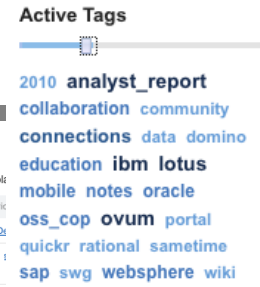 Active Tags
2010 analyst_report
collaboration community
connections data domino
education ibm lotus
mobile notes oracle
oss_cop ovum portal
quickr rational sametime
sap swg websphere wiki